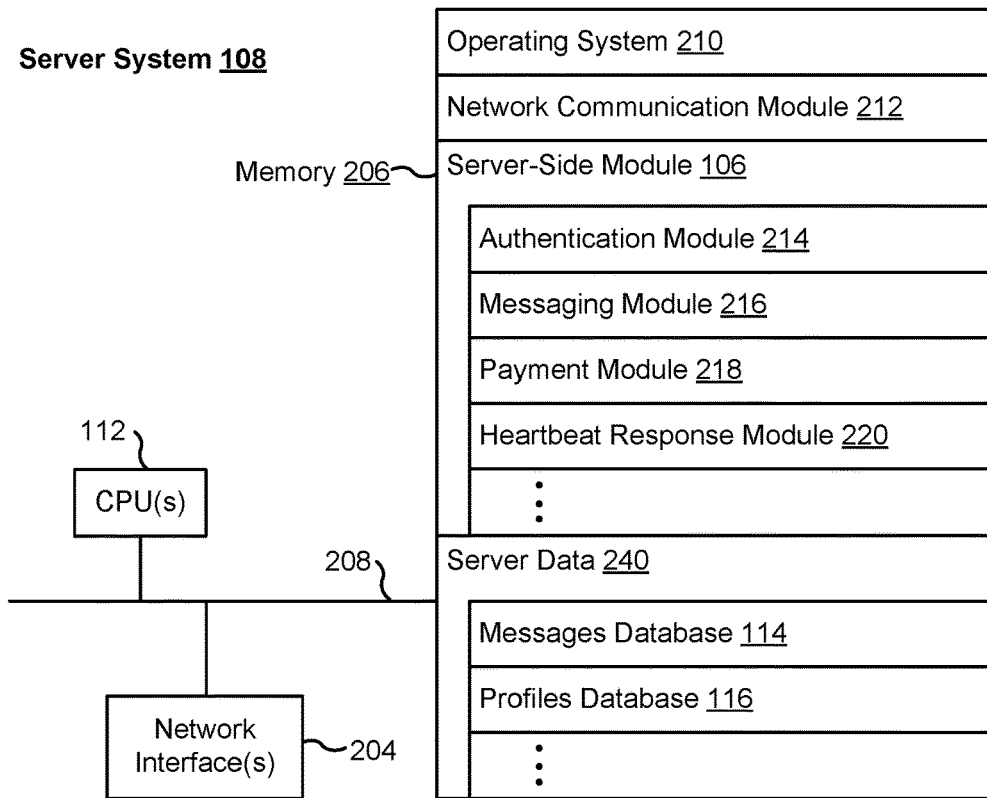 Server System 108
Operating System 210
Network Communication Module 212
Memory 206
Server-Side Module 106
Authentication Module 214
Messaging Module 216
Payment Module 218
Heartbeat Response Module 220
112
CPU(s)
208
Server Data 240
Messages Database 114
Profiles Database 116
Network
Interface(s)
204